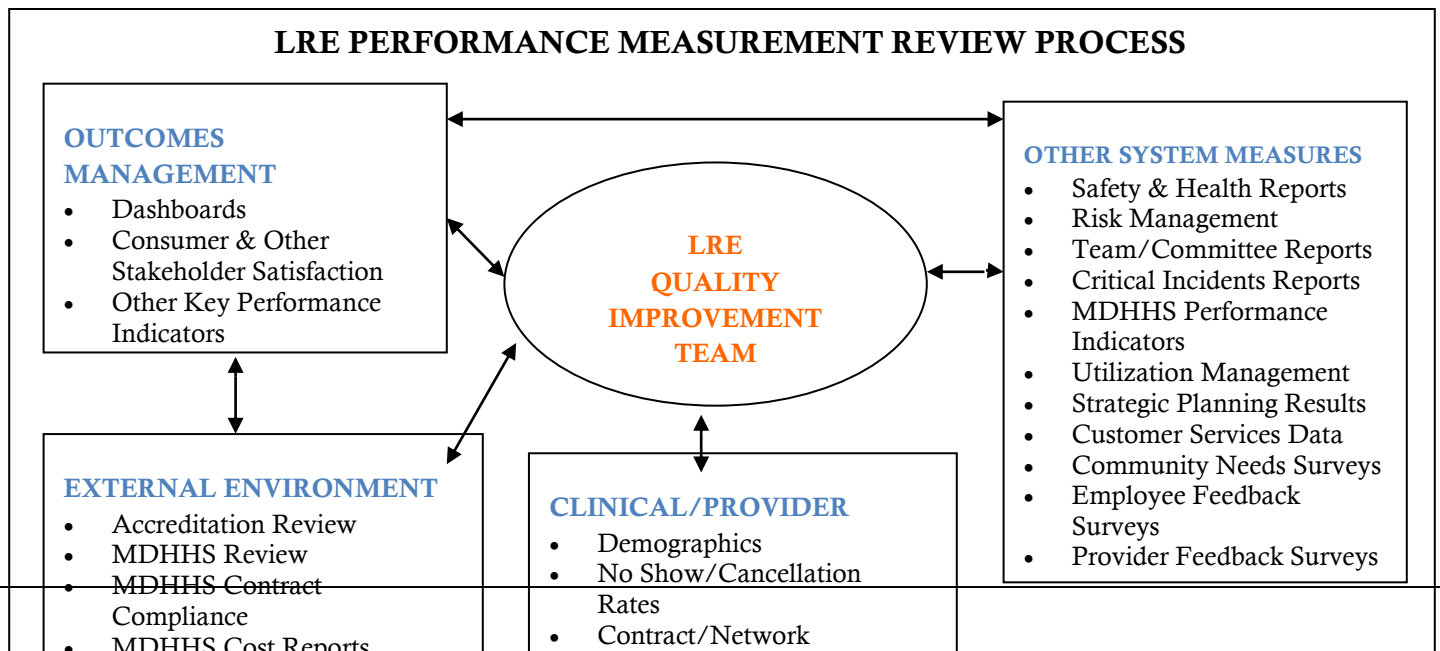 LRE PERFORMANCE MEASUREMENT REVIEW PROCESS
OUTCOMES
MANAGEMENT
• Dashboards
• Consumer & Other
Stakeholder Satisfaction
• Other Key Performance
Indicators
LRE
QUALITY
IMPROVEMENT
TEAM
OTHER SYSTEM MEASURES
• Safety & Health Reports
• Risk Management
• Team/Committee Reports
• Critical Incidents Reports
• MDHHS Performance
Indicators
• Utilization Management
• Strategic Planning Results
• Customer Services Data
• Community Needs Surveys
• Employee Feedback
Surveys
• Provider Feedback Surveys
EXTERNAL ENVIRONMENT
• Accreditation Review
• MDHHS Review
• MDHHS Contract
Compliance
• MDHHS Cost Reports
CLINICAL/PROVIDER
• Demographics
• No Show/Cancellation
Rates
• Contract/Network